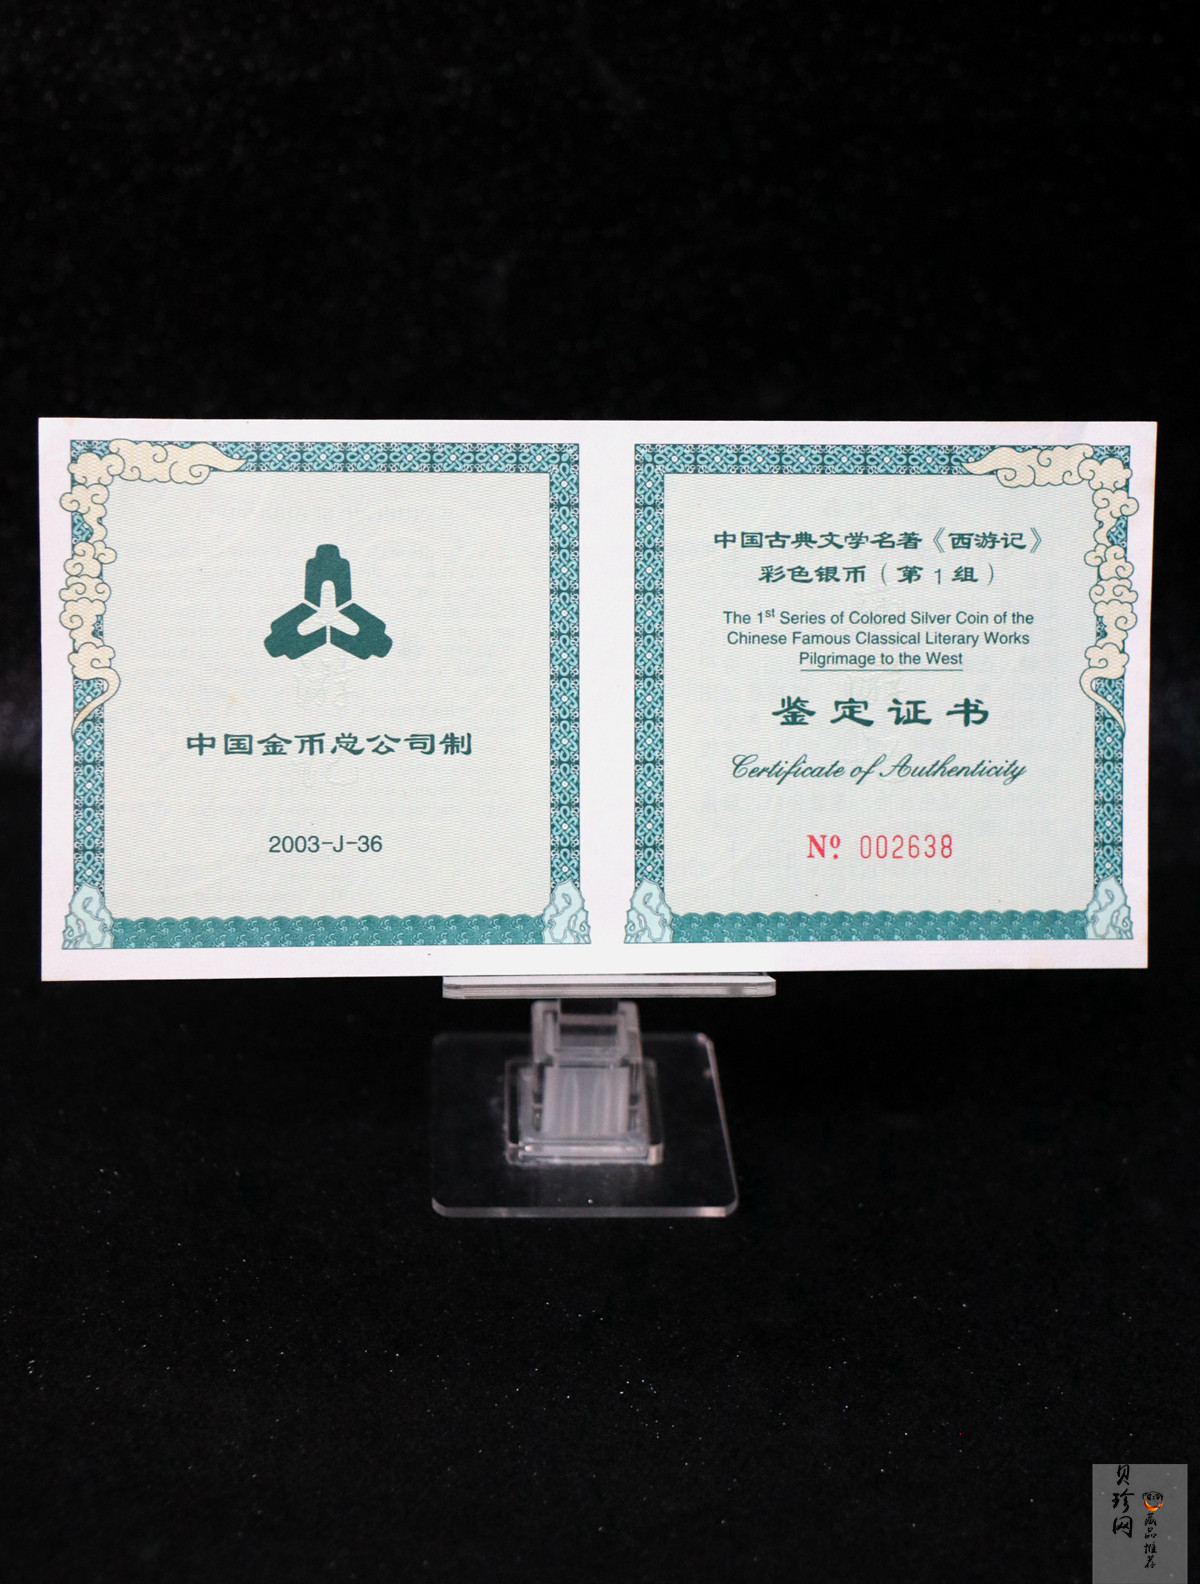 中国金币总公司制
2003-J-36
中国古典文学名著《西游记》
彩色银币（第1组）
The 1st Series of Colored Silver Coin of the
Chinese Famous Classical Literary Works
Pilgrimage to the West
鉴定证书
Certificate of Authenticity
Nº. 002638
贝珍网
藏品推荐